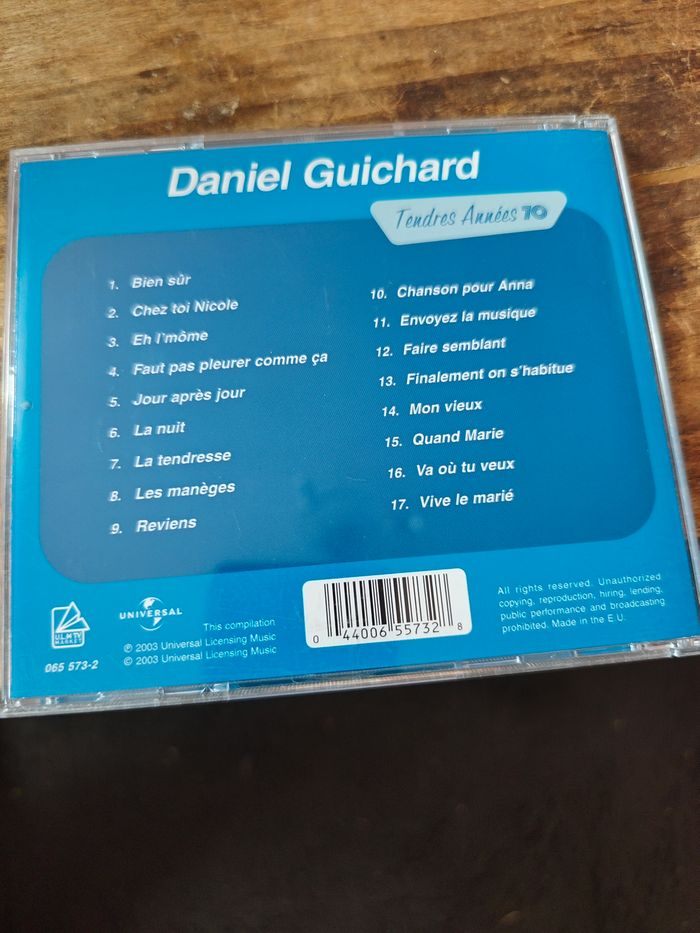 Daniel Guichard
Tendres Années 70
1. Bien sûr
2. Chez toi Nicole
3. Eh l'môme
4. Faut pas pleurer comme ça
5. Jour après jour
6. La nuit
7. La tendresse
8. Les manèges
9. Reviens
10. Chanson pour Anna
11. Envoyez la musique
12. Faire semblant
13. Finalement on s'habitue
14. Mon vieux
15. Quand Marie
16. Va où tu veux
17. Vive le marié
ULM TV
MARKET
065 573-2
UNIVERSAL
This compilation
℗ 2003 Universal Licensing Music
© 2003 Universal Licensing Music
0 44006 55732 8
All rights reserved. Unauthorized
copying, reproduction, hiring, lending,
public performance and broadcasting
prohibited. Made in the E U.